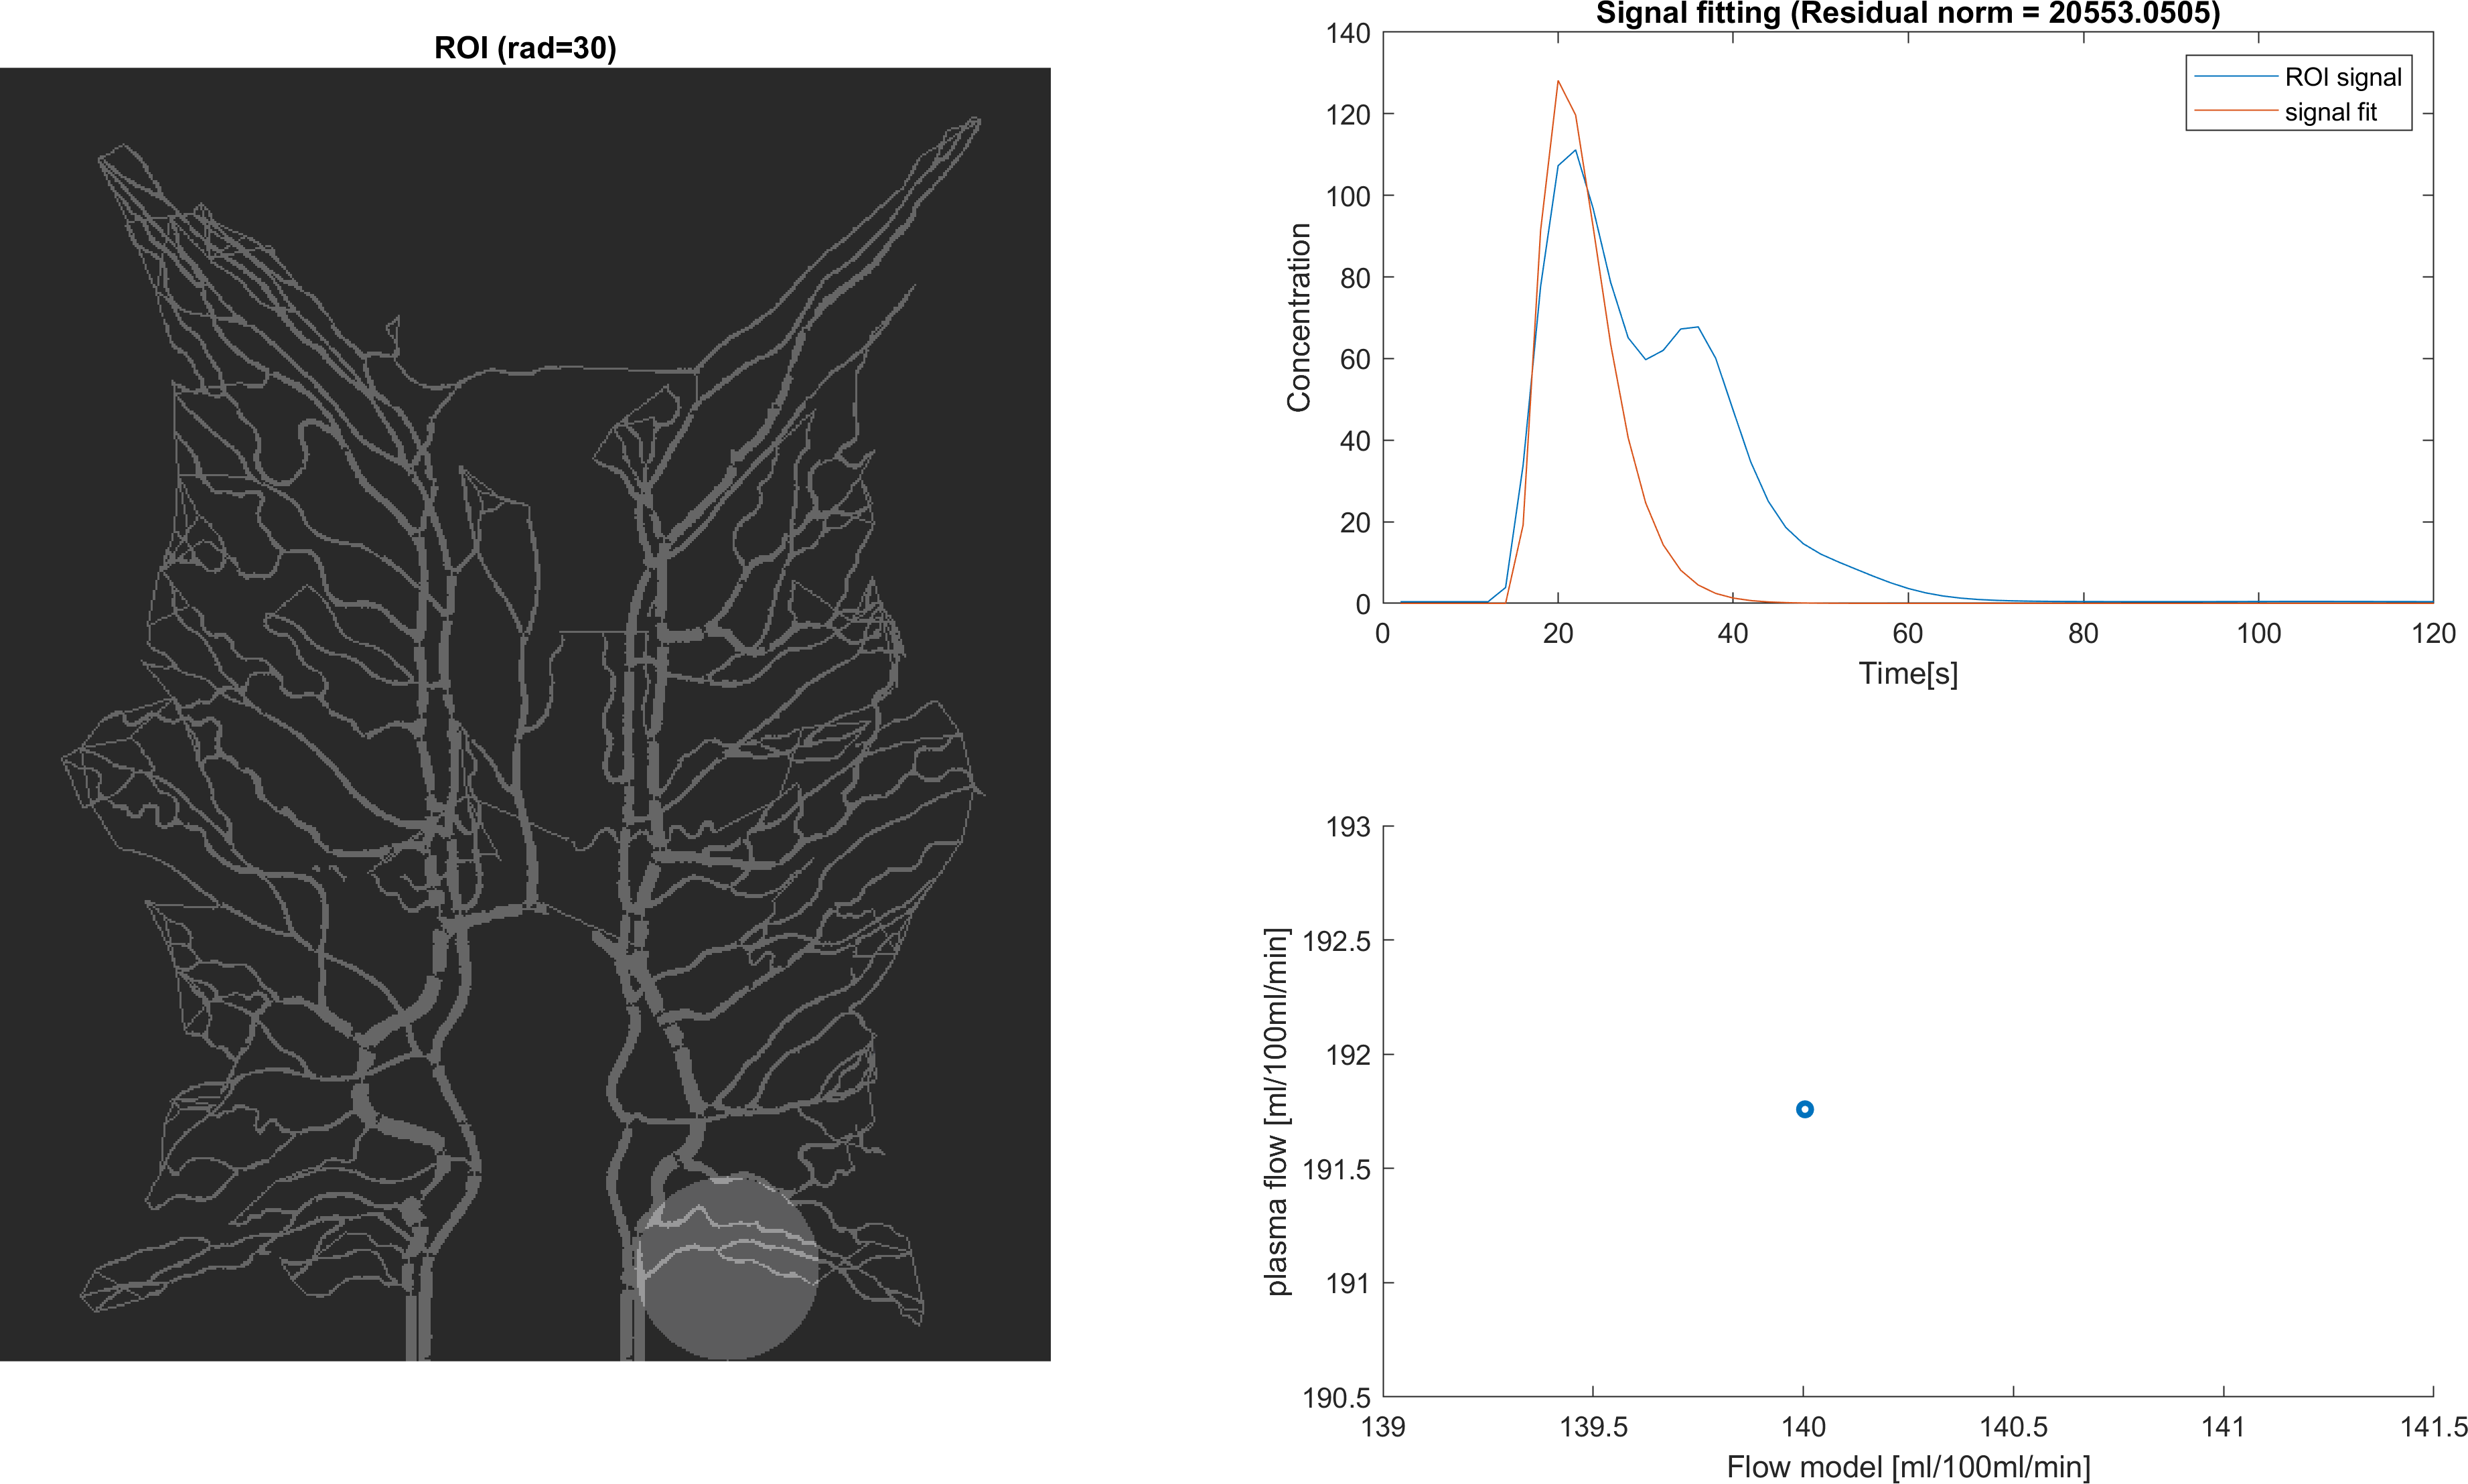 ROI (rad=30)
Signal fitting (Residual norm = 20553.0505)
140
120
100
80
60
40
20
0
Concentration
ROI signal
signal fit
0 20 40 60 80 100 120
Time[s]
193
192.5
192
191.5
191
190.5
plasma flow [ml/100ml/min]
139 139.5 140 140.5 141 141.5
Flow model [ml/100ml/min]